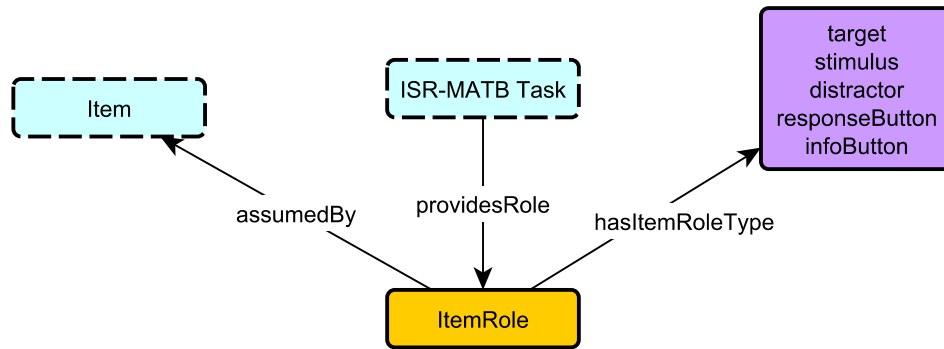 Item
ISR-MATB Task
target
stimulus
distractor
responseButton
infoButton
assumedBy
providesRole
hasItemRoleType
ItemRole